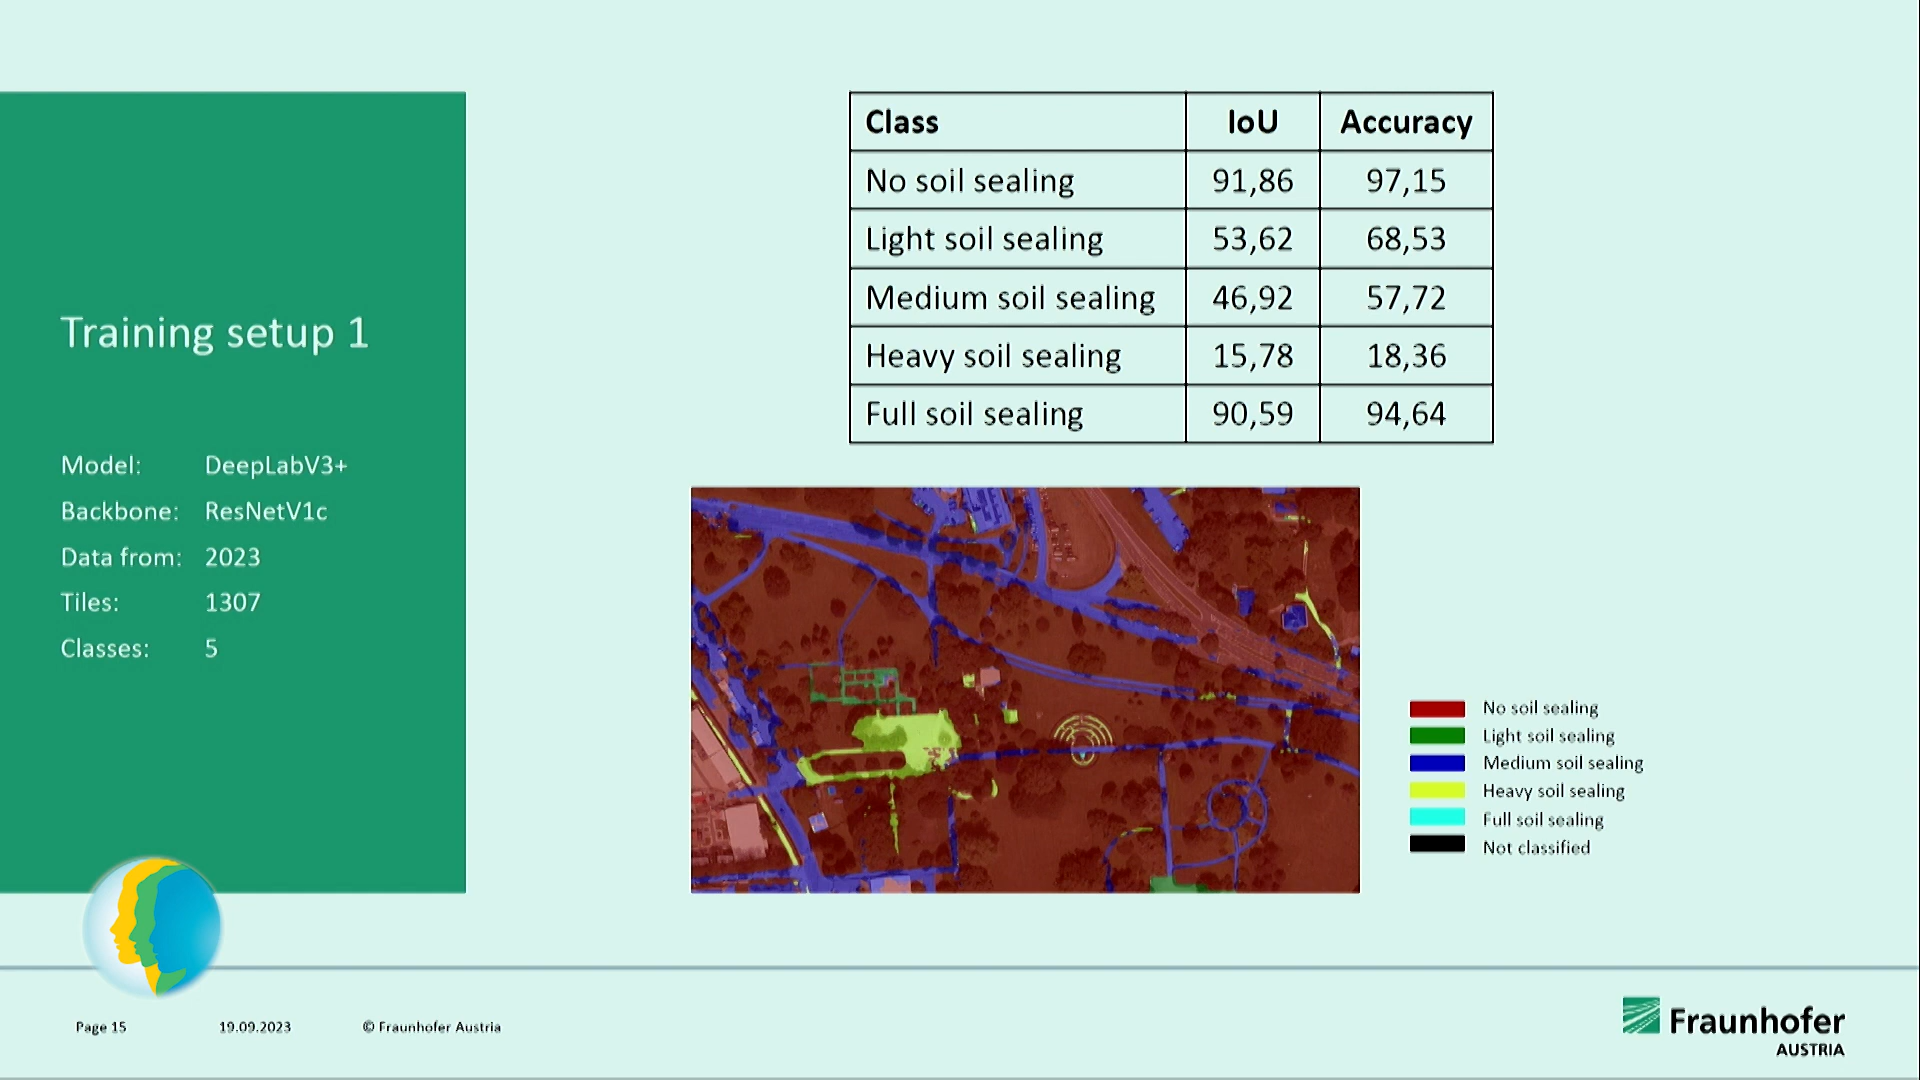 Training setup 1
Model: DeepLabV3+
Backbone: ResNetV1c
Data from: 2023
Tiles: 1307
Classes: 5
Class IoU Accuracy
No soil sealing 91,86 97,15
Light soil sealing 53,62 68,53
Medium soil sealing 46,92 57,72
Heavy soil sealing 15,78 18,36
Full soil sealing 90,59 94,64
No soil sealing
Light soil sealing
Medium soil sealing
Heavy soil sealing
Full soil sealing
Not classified
Page 15 19.09.2023 © Fraunhofer Austria
Fraunhofer
AUSTRIA